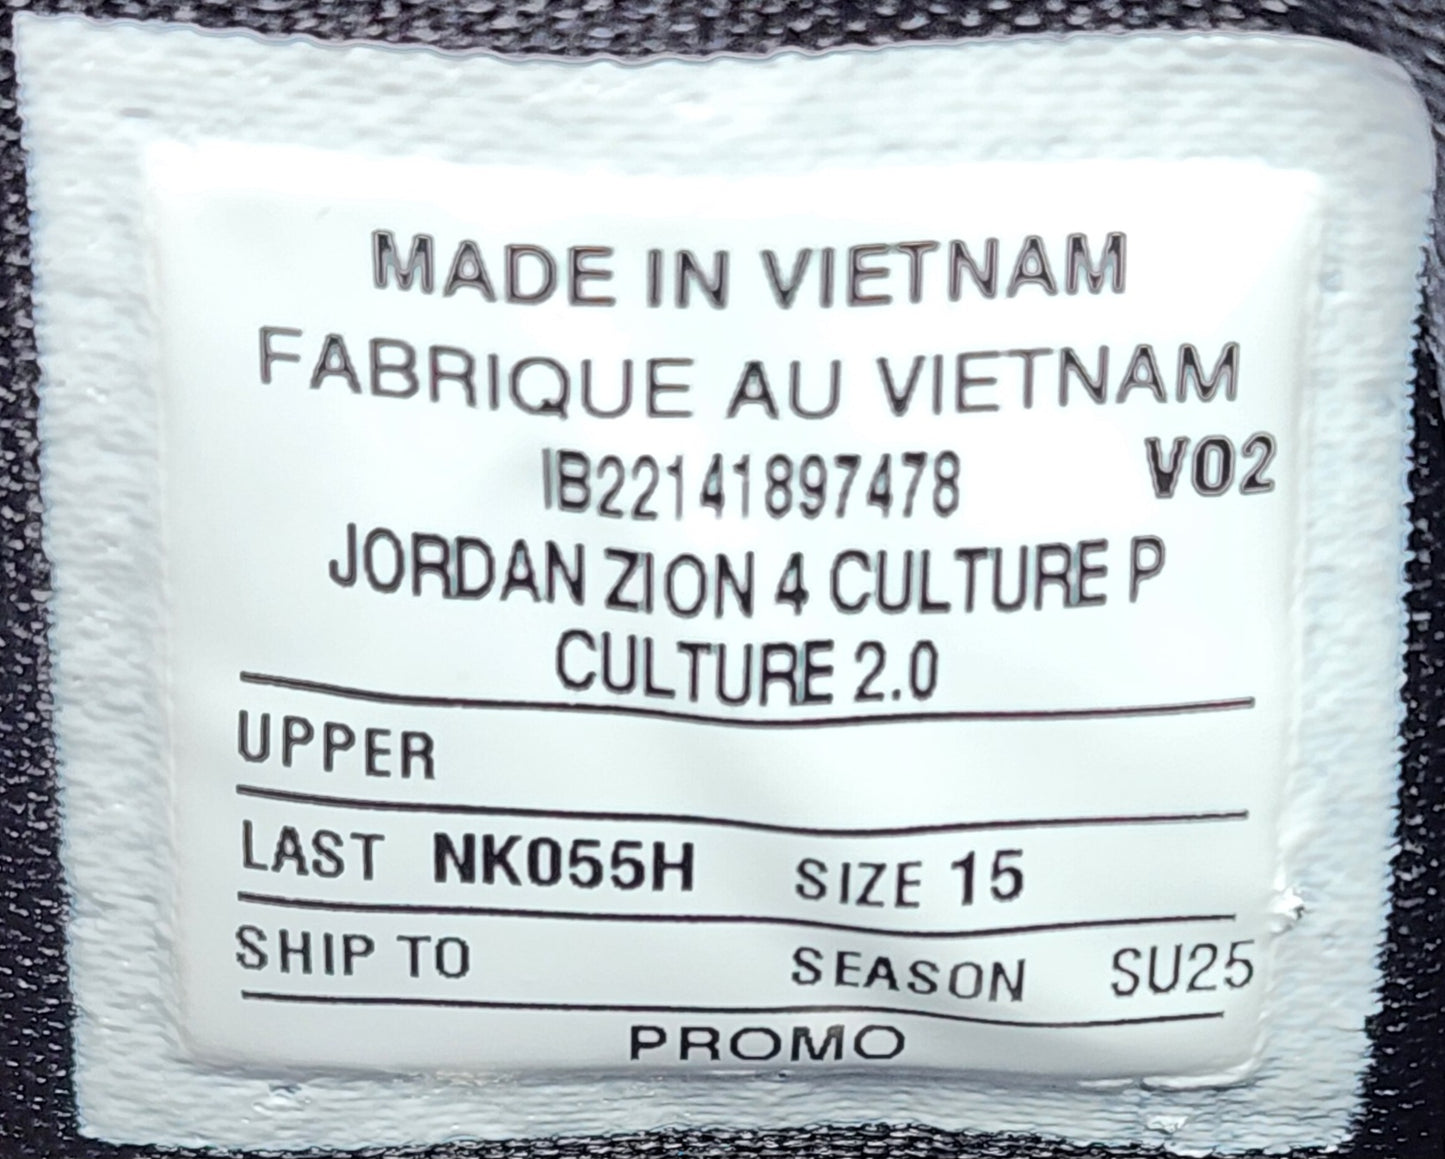 MADE IN VIETNAM
FABRIQUE AU VIETNAM
IB22141897478 V02
JORDAN ZION 4 CULTURE P
CULTURE 2.0
UPPER
LAST NK055H SIZE 15
SHIP TO SEASON SU25
PROMO